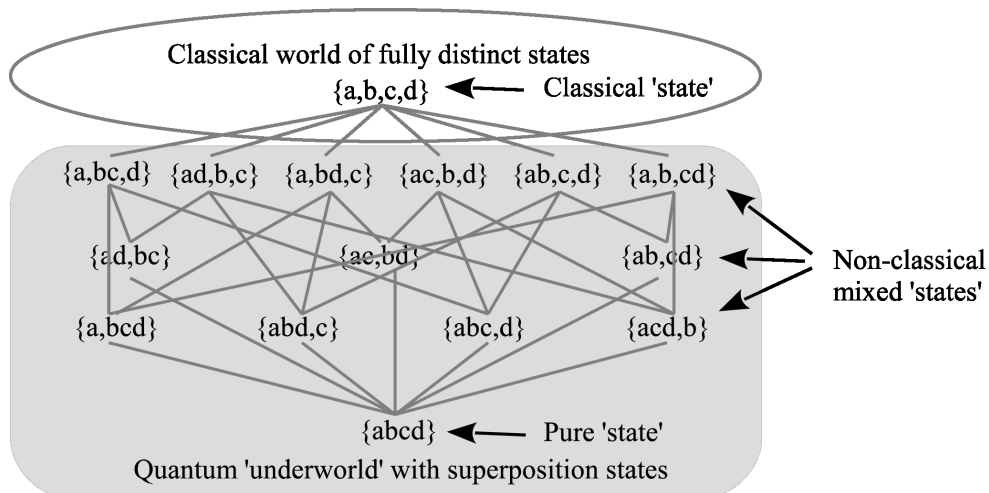 Classical world of fully distinct states
{a,b,c,d}
Classical 'state'
{a,bc,d} {ad,b,c} {a,bd,c} {ac,b,d} {ab,c,d} {a,b,cd}
{ad,bc} {ac,bd} {ab,cd}
Non-classical
mixed 'states'
{a,bcd} {abd,c} {abc,d} {acd,b}
{abcd}
Pure 'state'
Quantum 'underworld' with superposition states